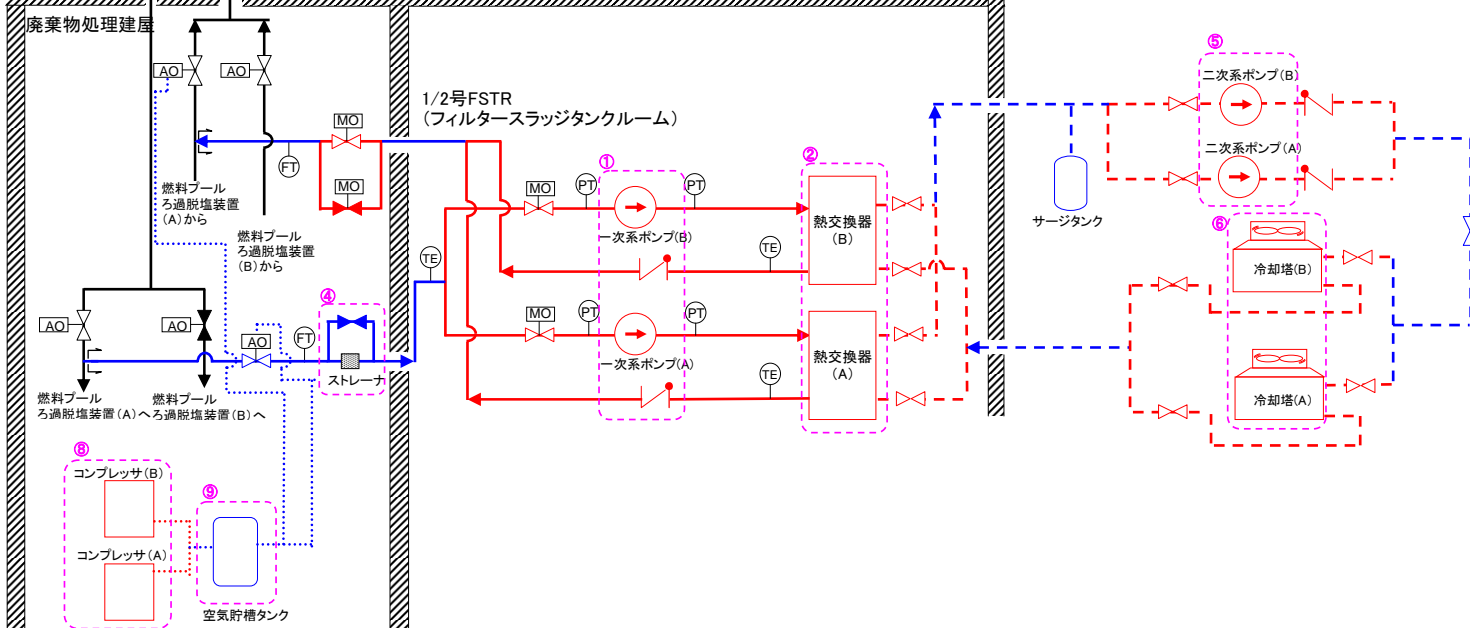 廃棄物処理建屋
AO
AO
1/2号FSTR
(フィルタースラッジタンクルーム)
MO
FT
MO
燃料プール
ろ過脱塩装置
(A)から
燃料プール
ろ過脱塩装置
(B)から
①
②
MO
PT
PT
一次系ポンプ(B)
熱交換器
(B)
TE
TE
MO
PT
PT
一次系ポンプ(A)
熱交換器
(A)
TE
④
AO
AO
AO
FT
ストレーナ
燃料プール
ろ過脱塩装置(A)へ
燃料プール
ろ過脱塩装置(B)へ
⑤
二次系ポンプ(B)
二次系ポンプ(A)
サージタンク
⑥
冷却塔(B)
冷却塔(A)
⑧
コンプレッサ(B)
コンプレッサ(A)
⑨
空気貯槽タンク